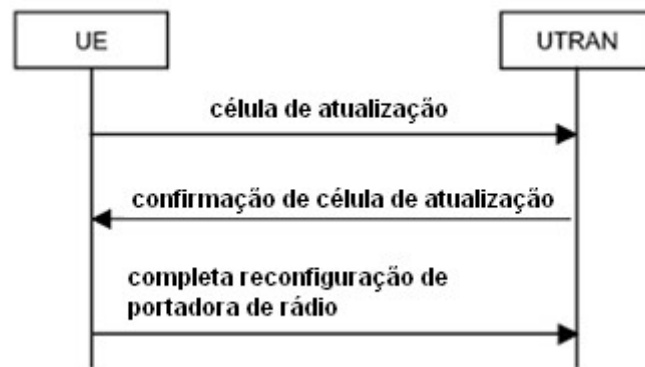 UE
UTRAN
célula de atualização
confirmação de célula de atualização
completa reconfiguração de
portadora de rádio